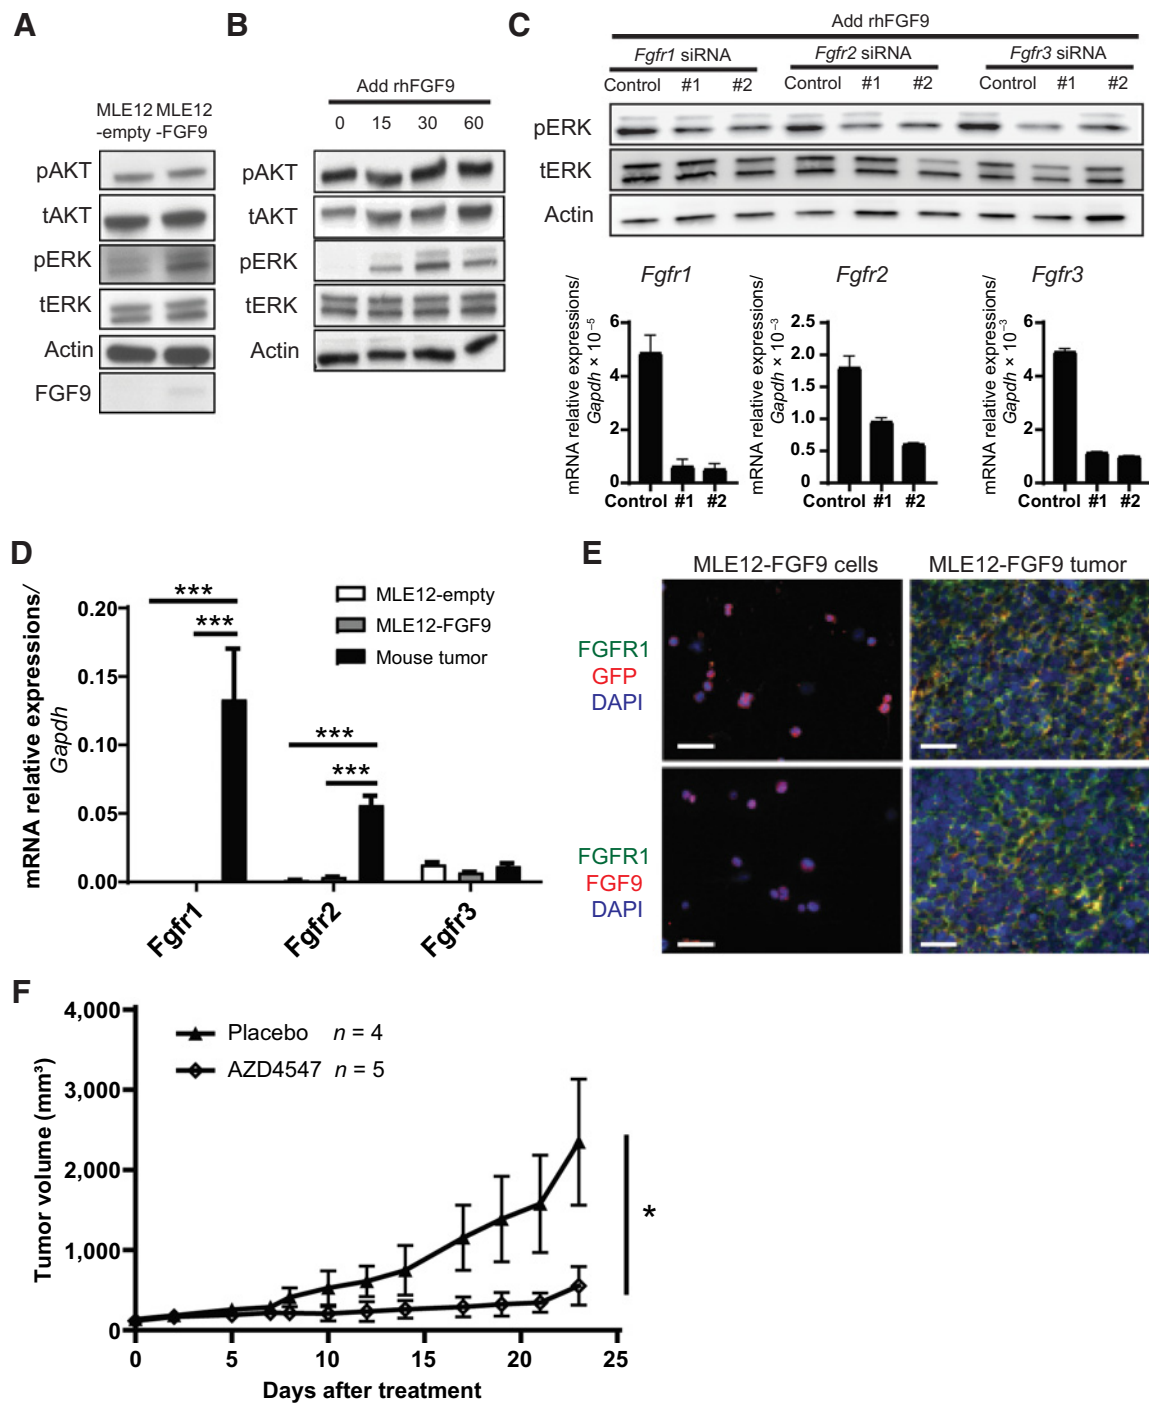 A
MLE12 MLE12
-empty -FGF9
pAKT
tAKT
pERK
tERK
Actin
FGF9
B
Add rhFGF9
0 15 30 60
pAKT
tAKT
pERK
tERK
Actin
C
Add rhFGF9
Fgfr1 siRNA Fgfr2 siRNA Fgfr3 siRNA
Control #1 #2 Control #1 #2 Control #1 #2
pERK
tERK
Actin
Fgfr1
mRNA relative expressions/
Gapdh × 10⁻⁵
6
4
2
0
Control #1 #2
Fgfr2
mRNA relative expressions/
Gapdh × 10⁻³
2.5
2.0
1.5
1.0
0.5
0
Control #1 #2
Fgfr3
mRNA relative expressions/
Gapdh × 10⁻³
6
4
2
0
Control #1 #2
D
mRNA relative expressions/
Gapdh
0.20
0.15
0.10
0.05
0.00
***
***
***
***
MLE12-empty
MLE12-FGF9
Mouse tumor
Fgfr1 Fgfr2 Fgfr3
E
MLE12-FGF9 cells MLE12-FGF9 tumor
FGFR1
GFP
DAPI
FGFR1
FGF9
DAPI
F
Tumor volume (mm³)
4,000
3,000
2,000
1,000
0
Placebo n = 4
AZD4547 n = 5
*
0 5 10 15 20 25
Days after treatment